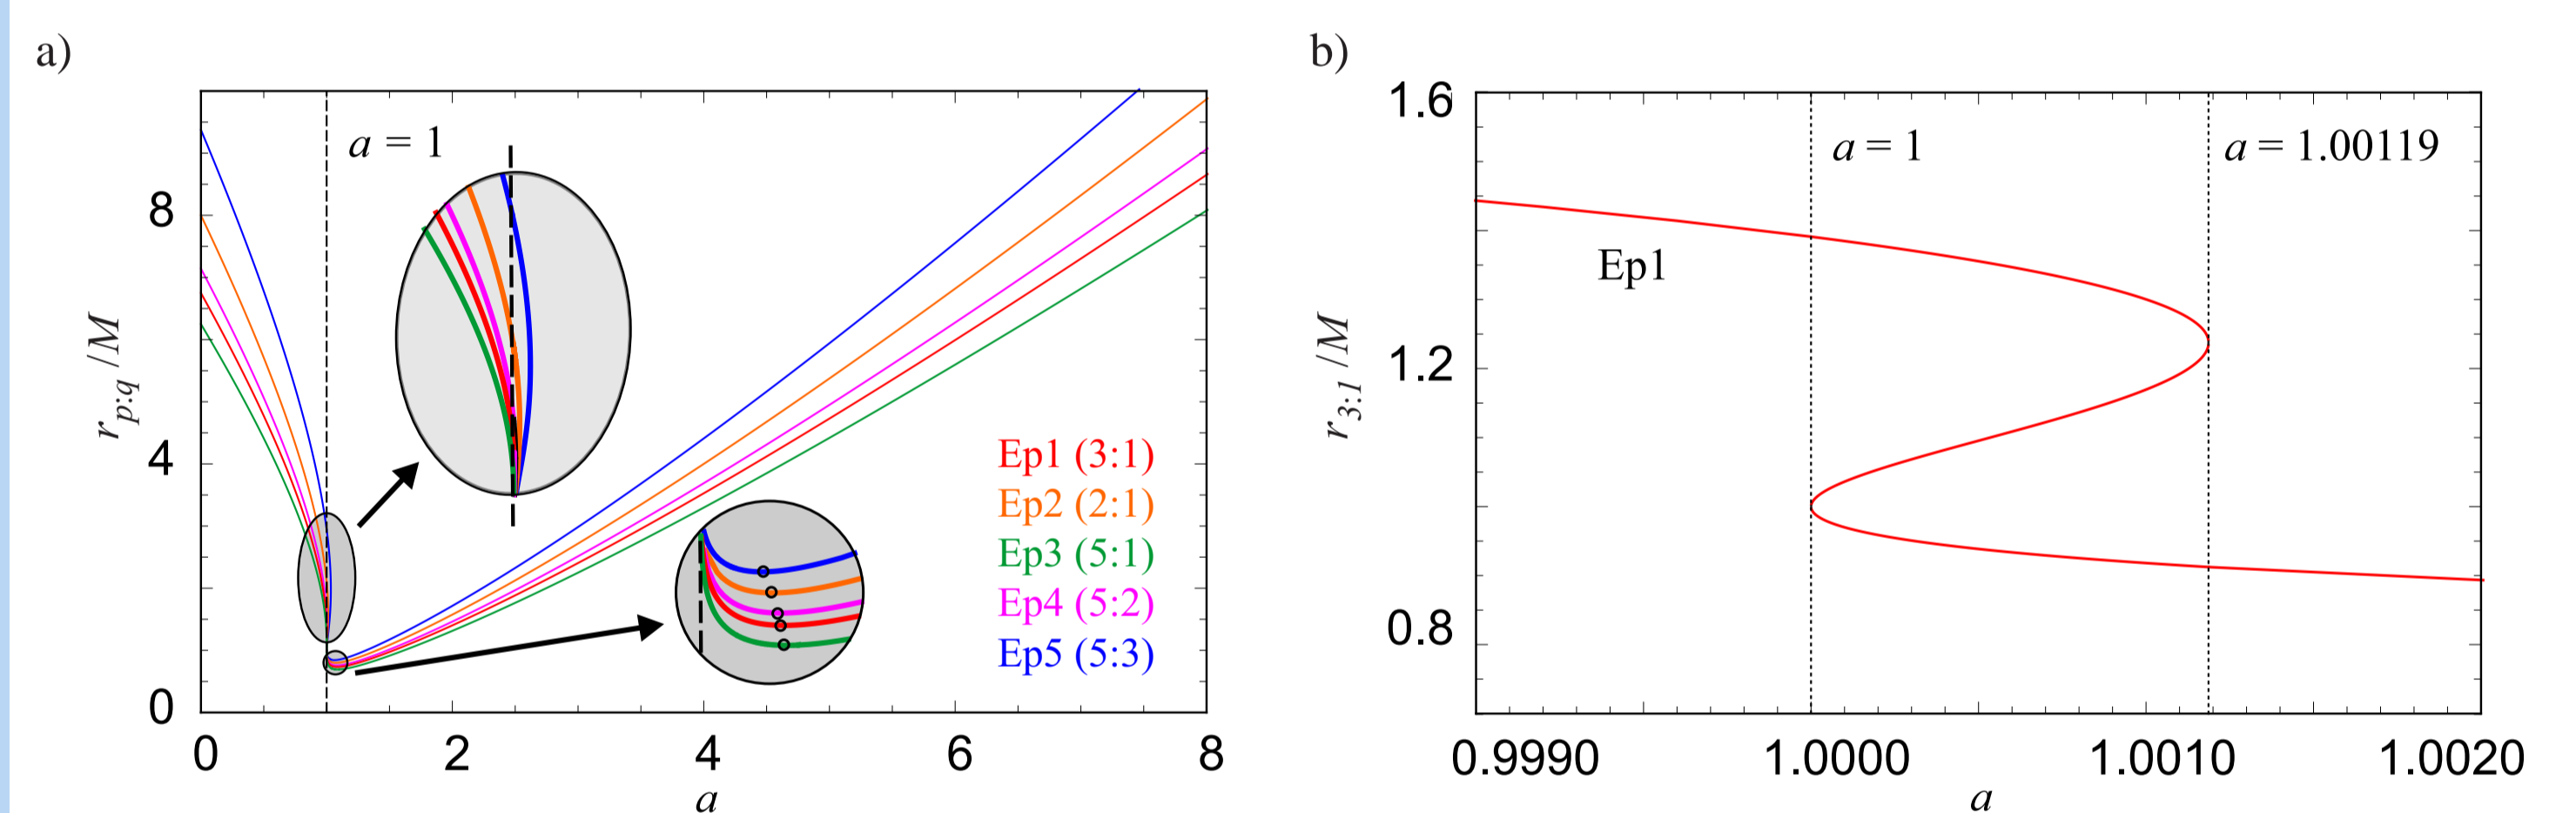 a)
a = 1
8
4
0
r_{p:q}/M
Ep1 (3:1)
Ep2 (2:1)
Ep3 (5:1)
Ep4 (5:2)
Ep5 (5:3)
0 2 4 6 8
a
b)
1.6
1.2
0.8
r_{3:1}/M
a = 1
a = 1.00119
Ep1
0.9990 1.0000 1.0010 1.0020
a